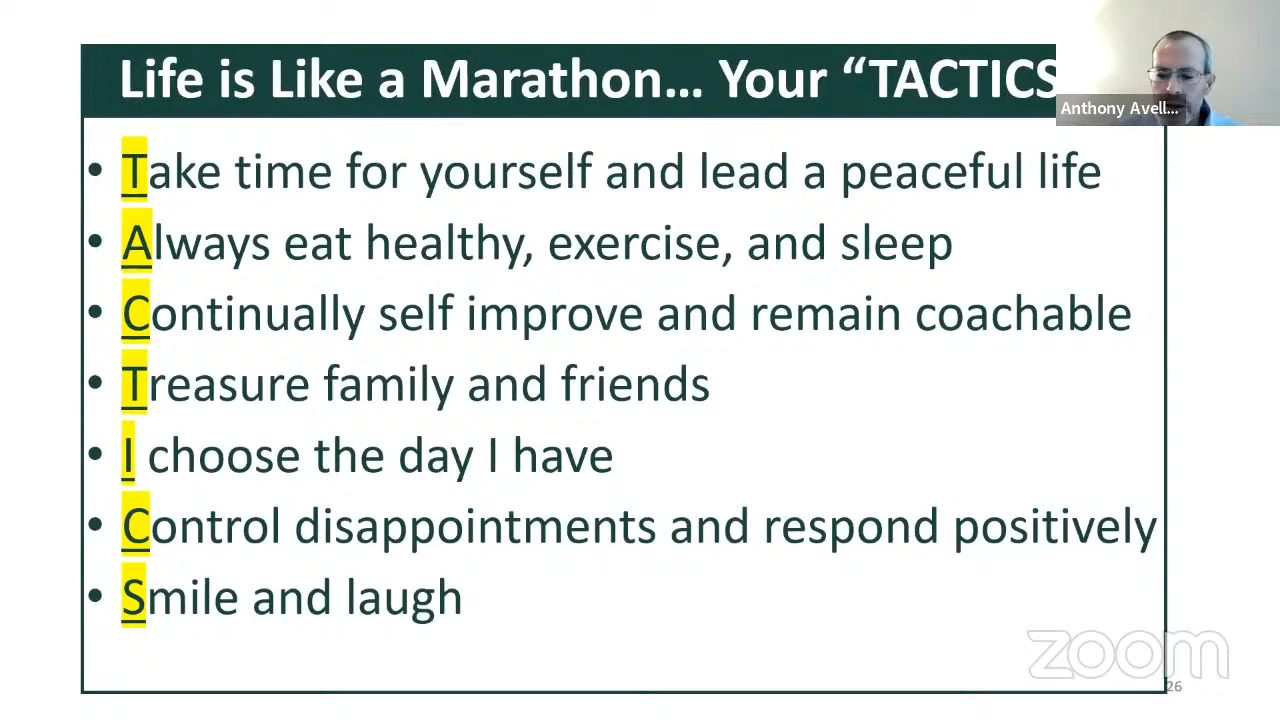 Life is Like a Marathon... Your “TACTICS
Anthony Avell...
• Take time for yourself and lead a peaceful life
• Always eat healthy, exercise, and sleep
• Continually self improve and remain coachable
• Treasure family and friends
• I choose the day I have
• Control disappointments and respond positively
• Smile and laugh
zoom
26